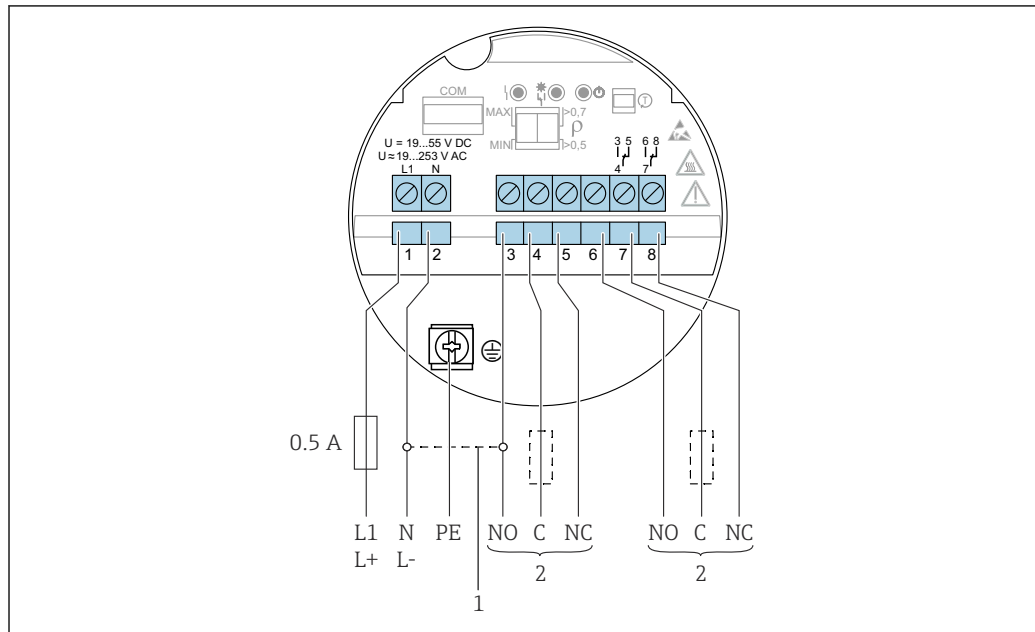 COM
MAX
>0,7
ρ
MIN
>0,5
U = 19...55 V DC
U≈19...253 V AC
L1 N
3 5
4
6 8
7
T
1 2 3 4 5 6 7 8
0.5 A
L1 N PE NO C NC NO C NC
L+ L-
2 2
1